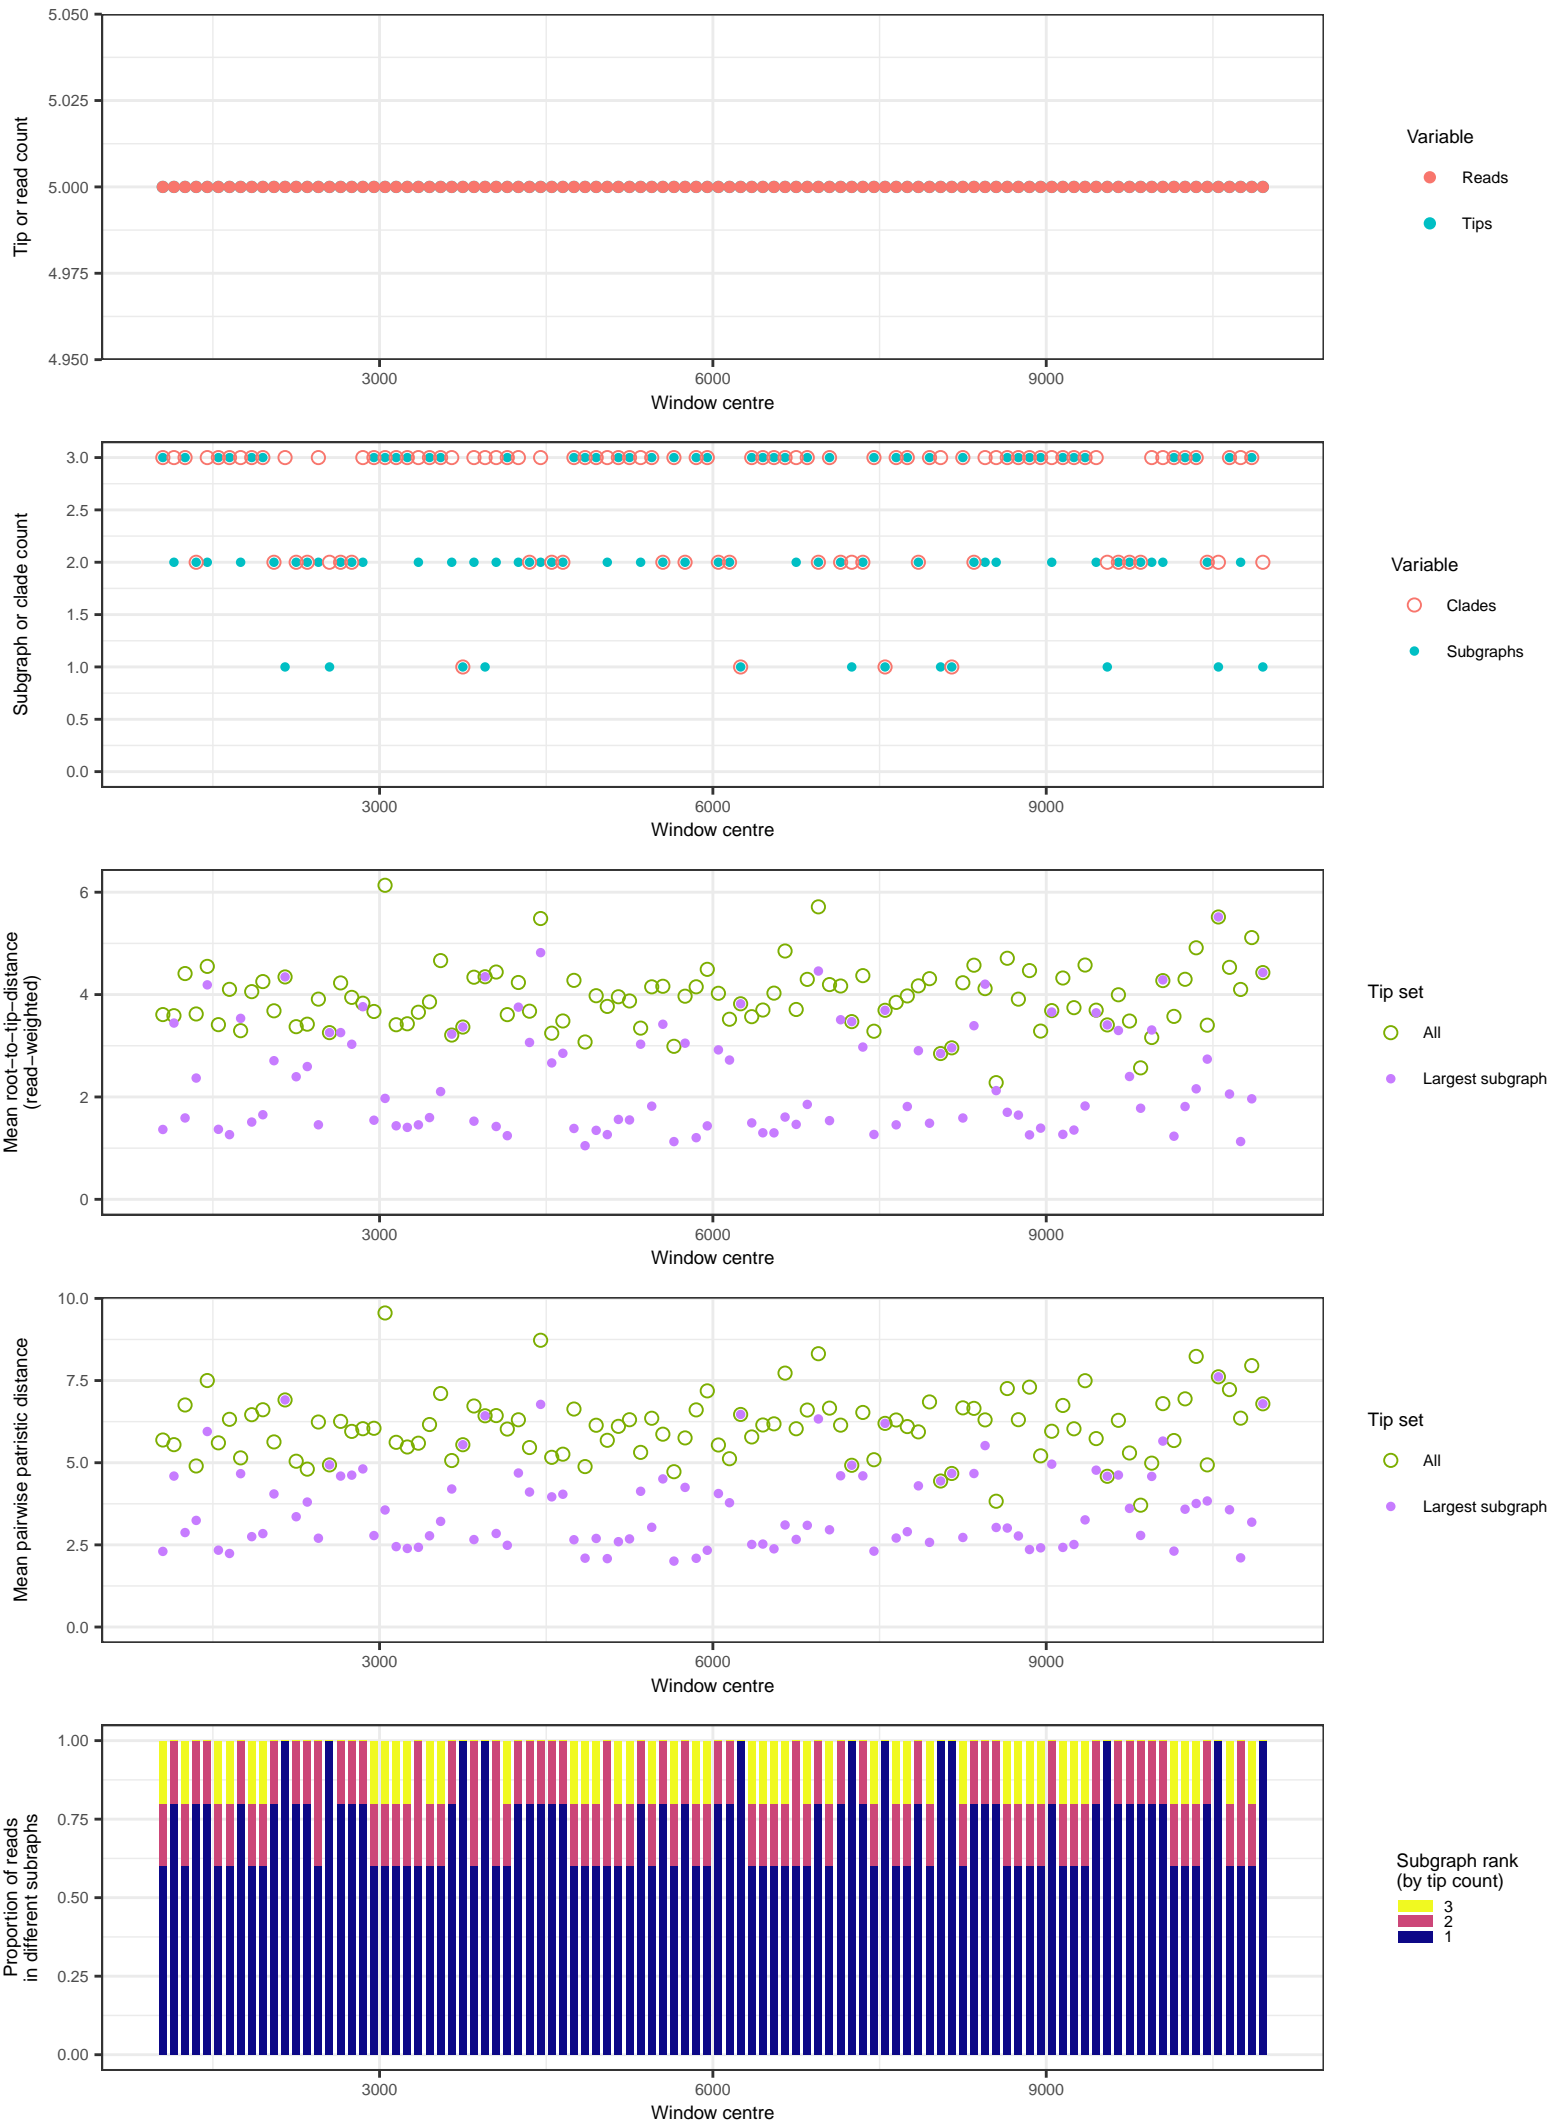 5.050
5.025
5.000
4.975
4.950
Tip or read count
3000
6000
9000
Window centre
Variable
Reads
Tips
3.0
2.5
2.0
1.5
1.0
0.5
0.0
Subgraph or clade count
3000
6000
9000
Window centre
Variable
Clades
Subgraphs
6
4
2
0
Mean root−to−tip−distance
(read−weighted)
3000
6000
9000
Window centre
Tip set
All
Largest subgraph
10.0
7.5
5.0
2.5
0.0
Mean pairwise patristic distance
3000
6000
9000
Window centre
Tip set
All
Largest subgraph
1.00
0.75
0.50
0.25
0.00
Proportion of reads
in different subraphs
3000
6000
9000
Window centre
Subgraph rank
(by tip count)
3
2
1